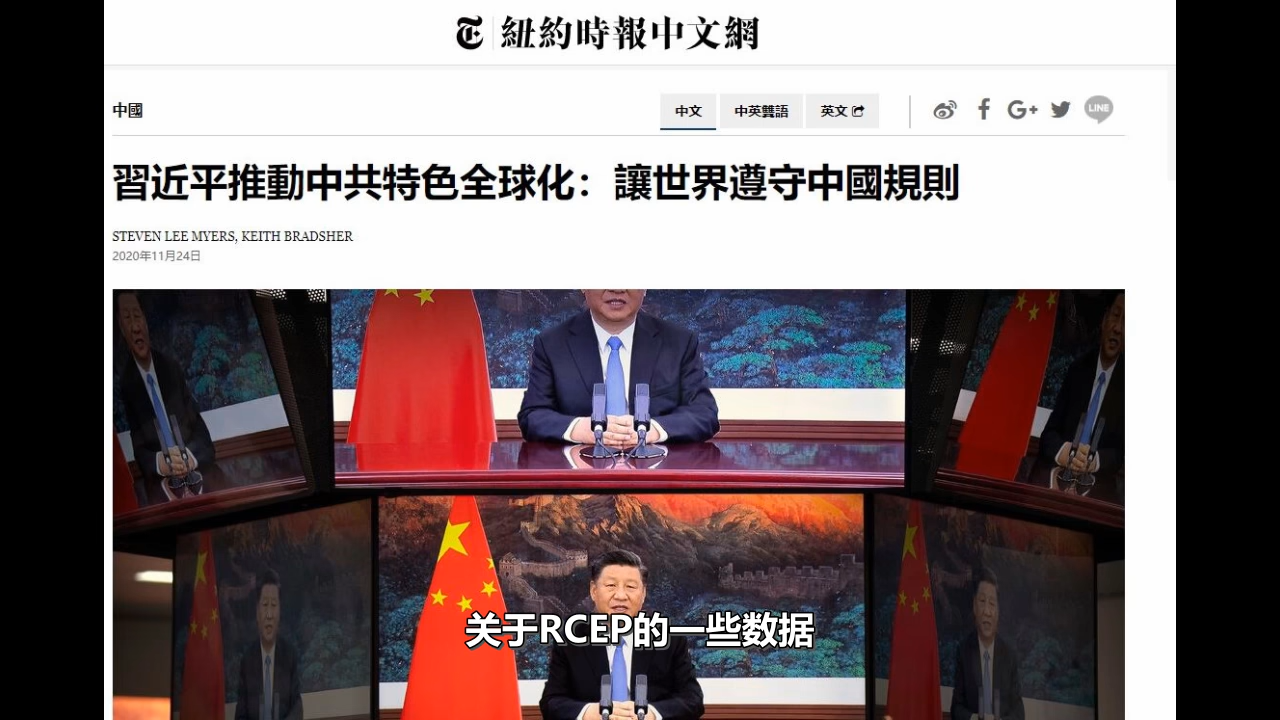 紐約時報中文網
中國
中文 中英雙語 英文 G+ LINE
習近平推動中共特色全球化：讓世界遵守中國規則
STEVEN LEE MYERS, KEITH BRADSHER
2020年11月24日
关于RCEP的一些数据